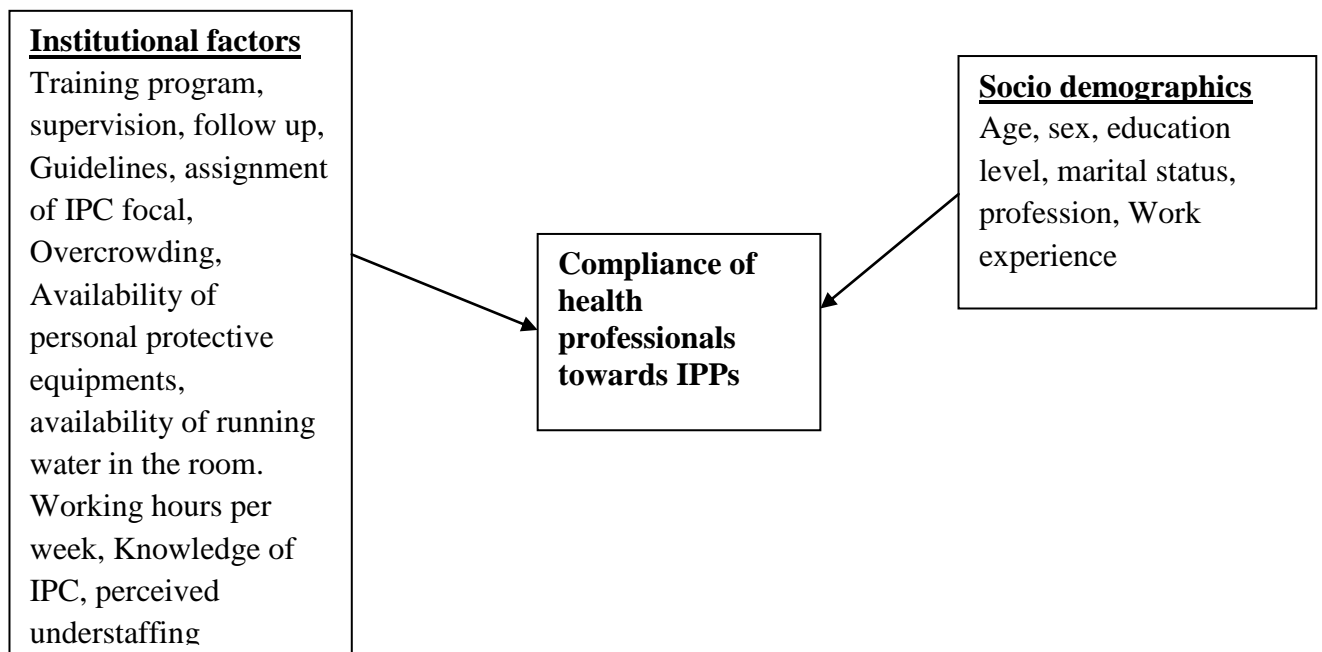 Institutional factors
Training program,
supervision, follow up,
Guidelines, assignment
of IPC focal,
Overcrowding,
Availability of
personal protective
equipments,
availability of running
water in the room.
Working hours per
week, Knowledge of
IPC, perceived
understaffing
Compliance of
health
professionals
towards IPPs
Socio demographics
Age, sex, education
level, marital status,
profession, Work
experience